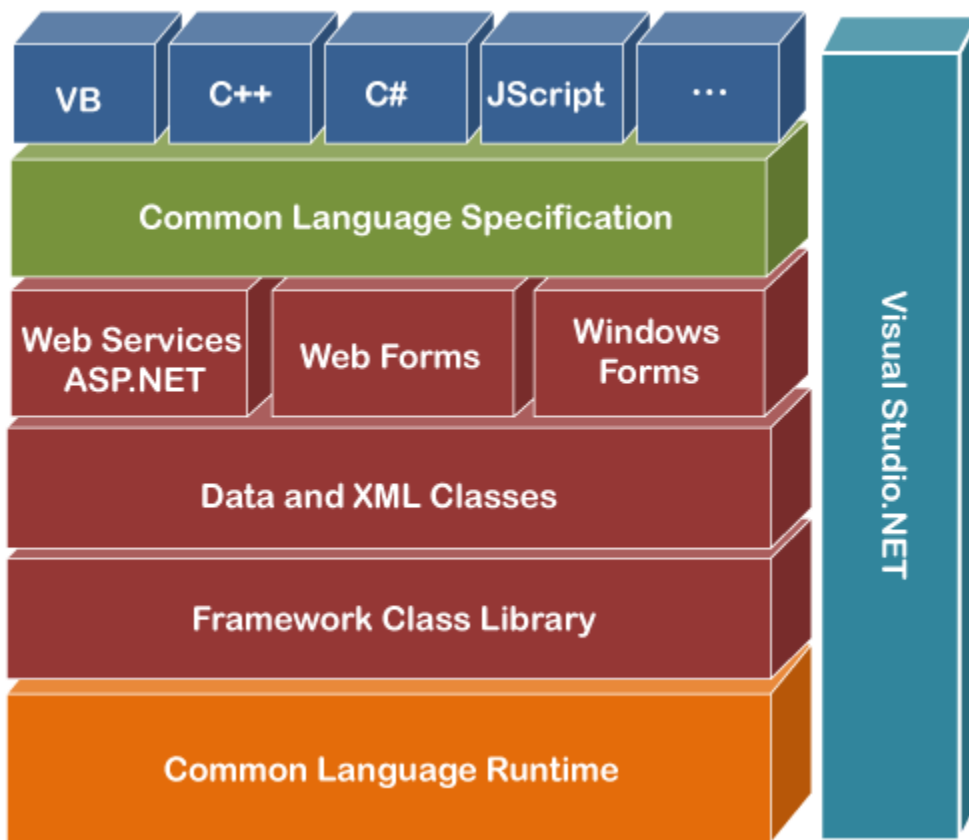 VB
C++
C#
JScript
...
Common Language Specification
Web Services
ASP.NET
Web Forms
Windows
Forms
Data and XML Classes
Framework Class Library
Common Language Runtime
Visual Studio.NET